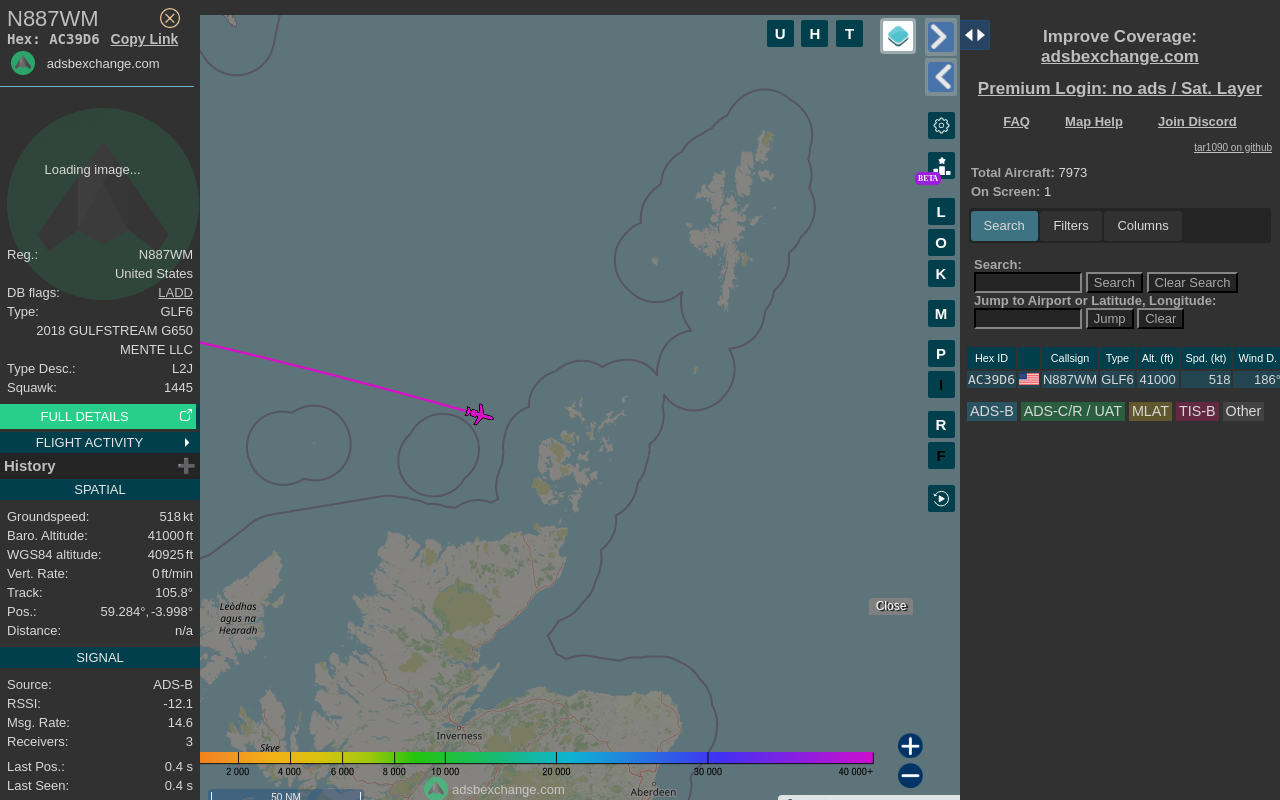 N887WM
Hex: AC39D6 Copy Link
adsbexchange.com
Loading image...
Reg.: N887WM
United States
DB flags: LADD
Type: GLF6
2018 GULFSTREAM G650
MENTE LLC
Type Desc.: L2J
Squawk: 1445
FULL DETAILS
FLIGHT ACTIVITY
History
SPATIAL
Groundspeed: 518 kt
Baro. Altitude: 41000 ft
WGS84 altitude: 40925 ft
Vert. Rate: 0 ft/min
Track: 105.8°
Pos.: 59.284°, -3.998°
Distance: n/a
SIGNAL
Source: ADS-B
RSSI: -12.1
Msg. Rate: 14.6
Receivers: 3
Last Pos.: 0.4 s
Last Seen: 0.4 s
U H T
BETA
L
O
K
M
P
I
R
F
Leòdhas
agus na
Hearadh
Skye
Inverness
Aberdeen
Close
2 000 4 000 6 000 8 000 10 000 20 000 30 000 40 000+
50 NM
adsbexchange.com
Improve Coverage:
adsbexchange.com
Premium Login: no ads / Sat. Layer
FAQ Map Help Join Discord
tar1090 on github
Total Aircraft: 7973
On Screen: 1
Search Filters Columns
Search:
Search Clear Search
Jump to Airport or Latitude, Longitude:
Jump Clear
Hex ID Callsign Type Alt. (ft) Spd. (kt) Wind D.
AC39D6 N887WM GLF6 41000 518 186°
ADS-B ADS-C/R / UAT MLAT TIS-B Other